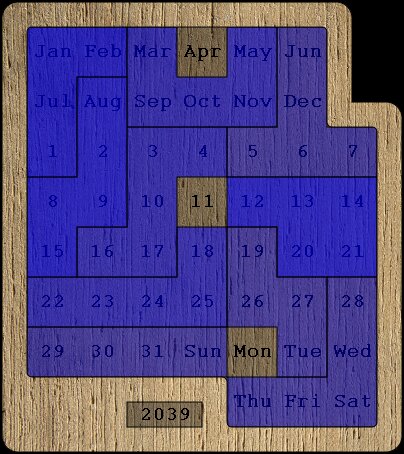 Jan Feb Mar Apr May Jun
Jul Aug Sep Oct Nov Dec
1 2 3 4 5 6 7
8 9 10 11 12 13 14
15 16 17 18 19 20 21
22 23 24 25 26 27 28
29 30 31 Sun Mon Tue Wed
Thu Fri Sat
2039